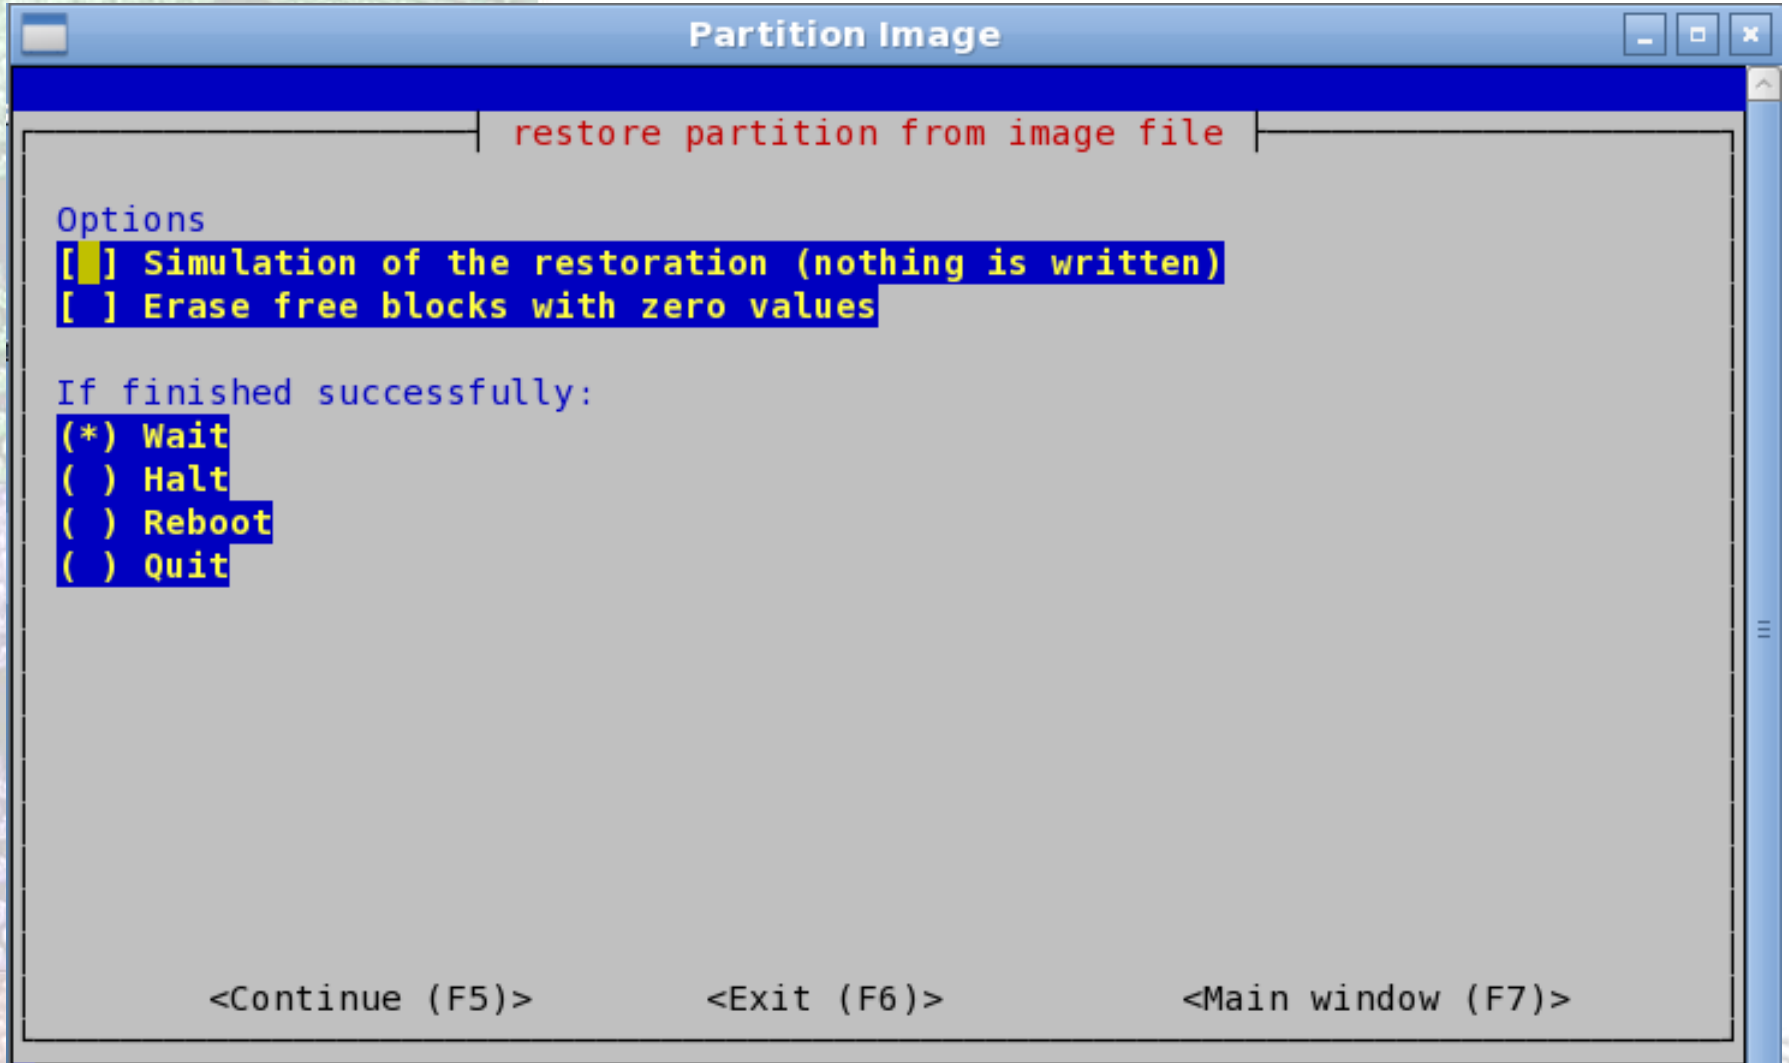 Partition Image
restore partition from image file
Options
[ ] Simulation of the restoration (nothing is written)
[ ] Erase free blocks with zero values
If finished successfully:
(*) Wait
( ) Halt
( ) Reboot
( ) Quit
<Continue (F5)> <Exit (F6)> <Main window (F7)>